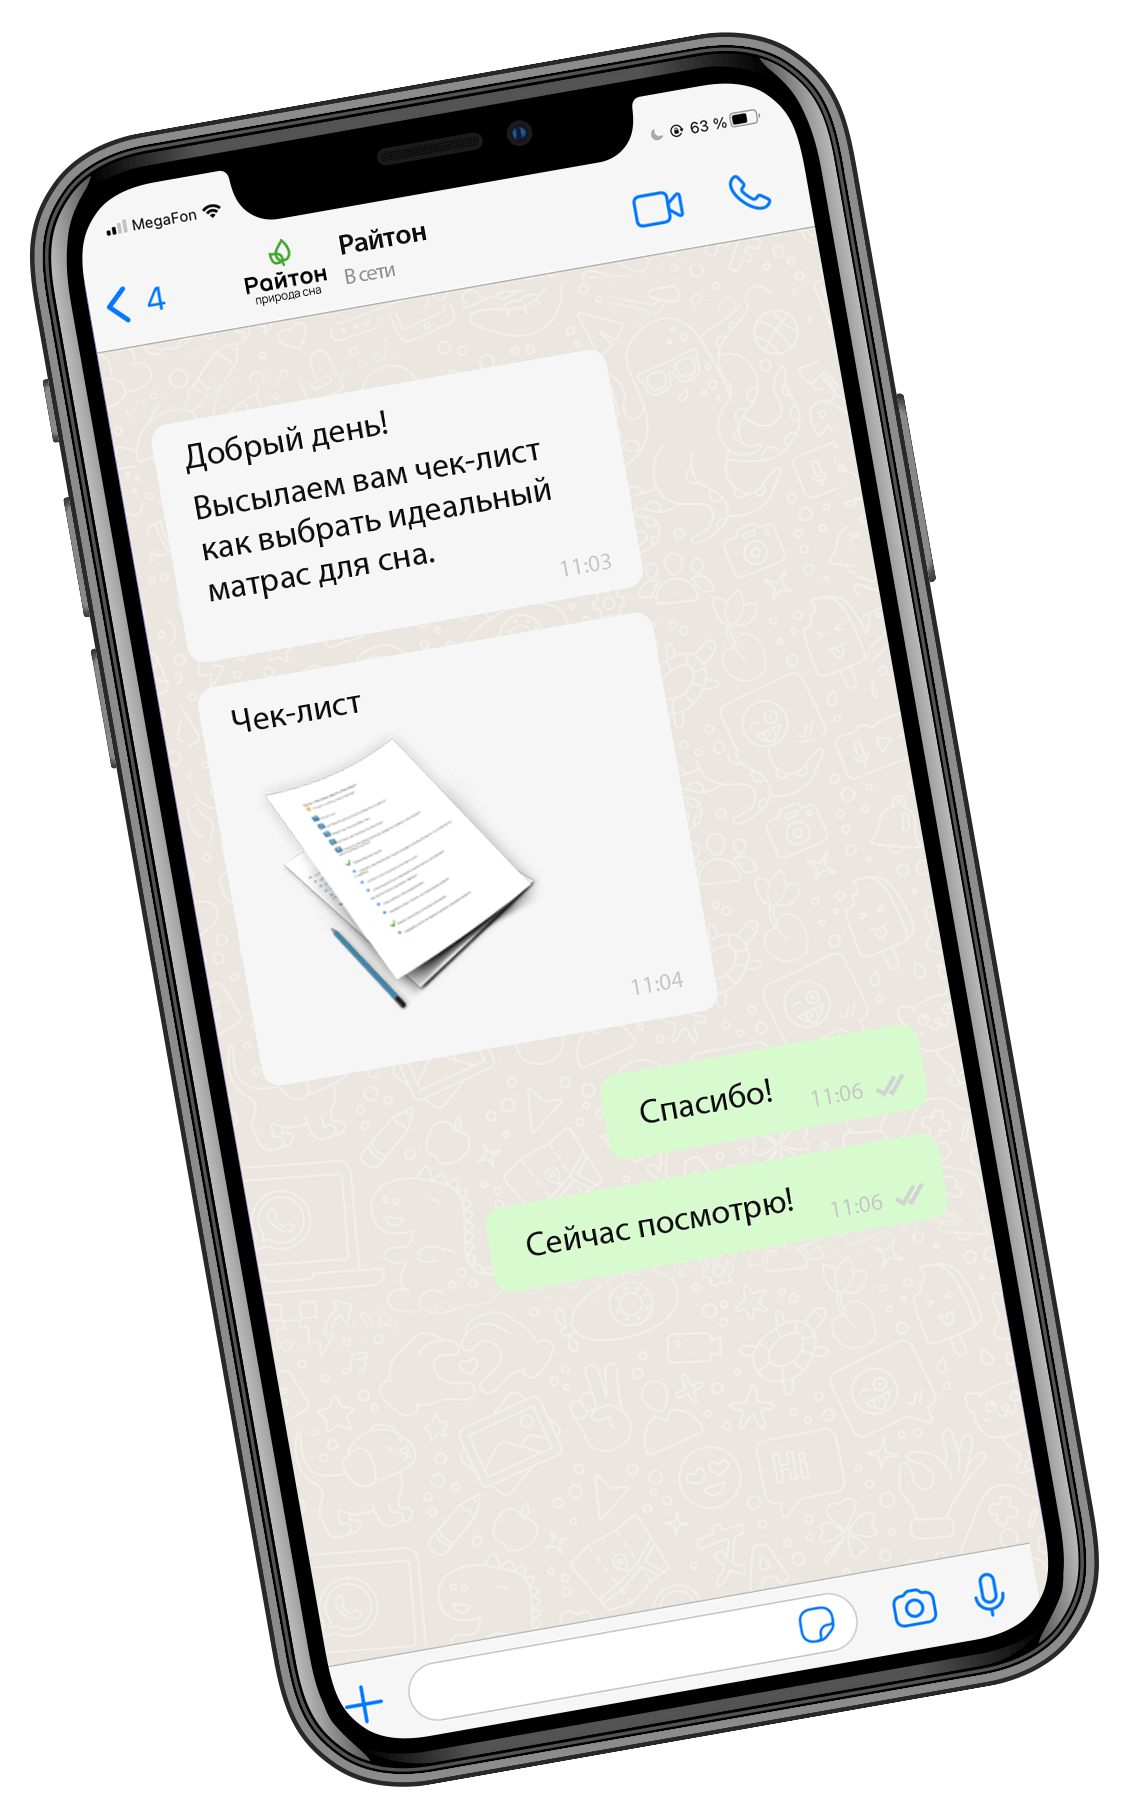 MegaFon
63 %
4
Райтон
природа сна
Райтон
В сети
Добрый день!
Высылаем вам чек-лист
как выбрать идеальный
матрас для сна.
11:03
Чек-лист
11:04
Спасибо!
11:06
Сейчас посмотрю!
11:06
Hi